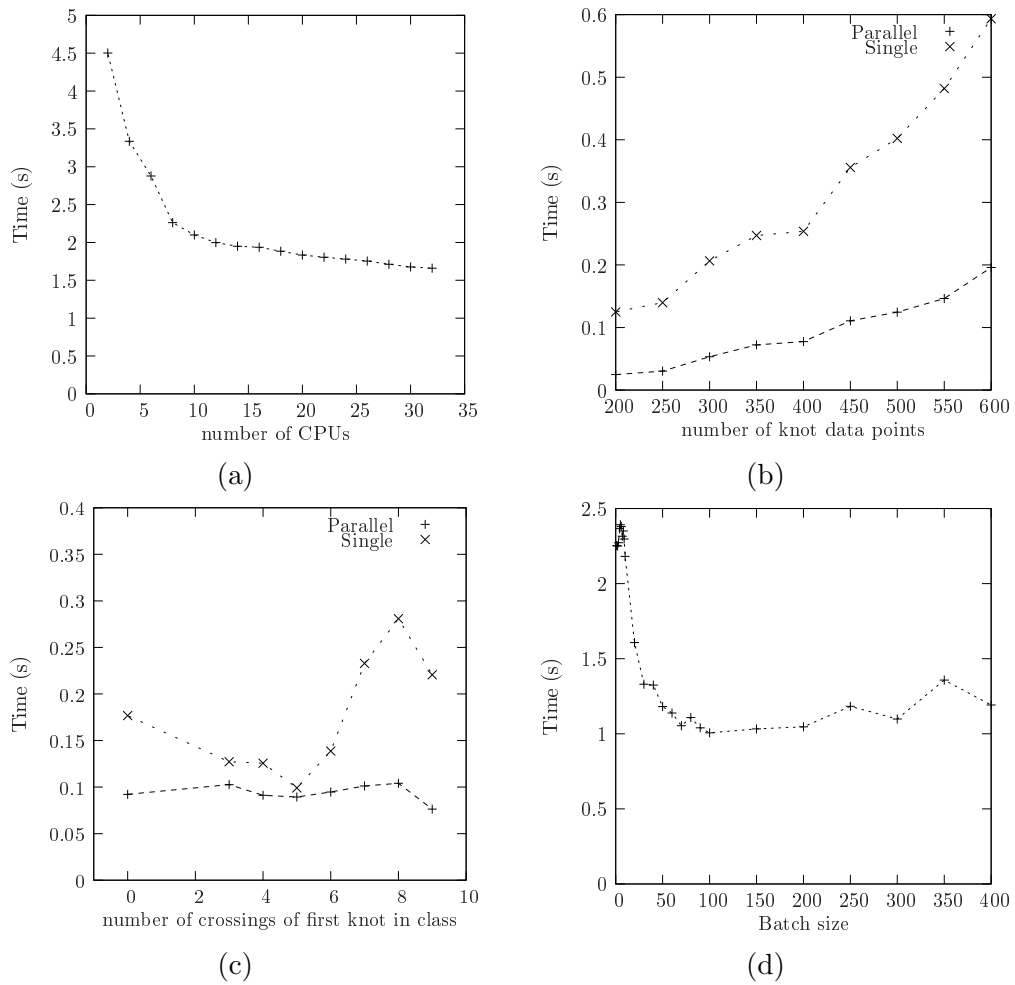 5
4.5
4
3.5
3
2.5
2
1.5
1
0.5
0
Time (s)
0 5 10 15 20 25 30 35
number of CPUs
(a)
0.6
0.5
0.4
0.3
0.2
0.1
0
Time (s)
Parallel
Single
200 250 300 350 400 450 500 550 600
number of knot data points
(b)
0.4
0.35
0.3
0.25
0.2
0.15
0.1
0.05
0
Time (s)
Parallel
Single
0 2 4 6 8 10
number of crossings of first knot in class
(c)
2.5
2
1.5
1
0.5
0
Time (s)
0 50 100 150 200 250 300 350 400
Batch size
(d)